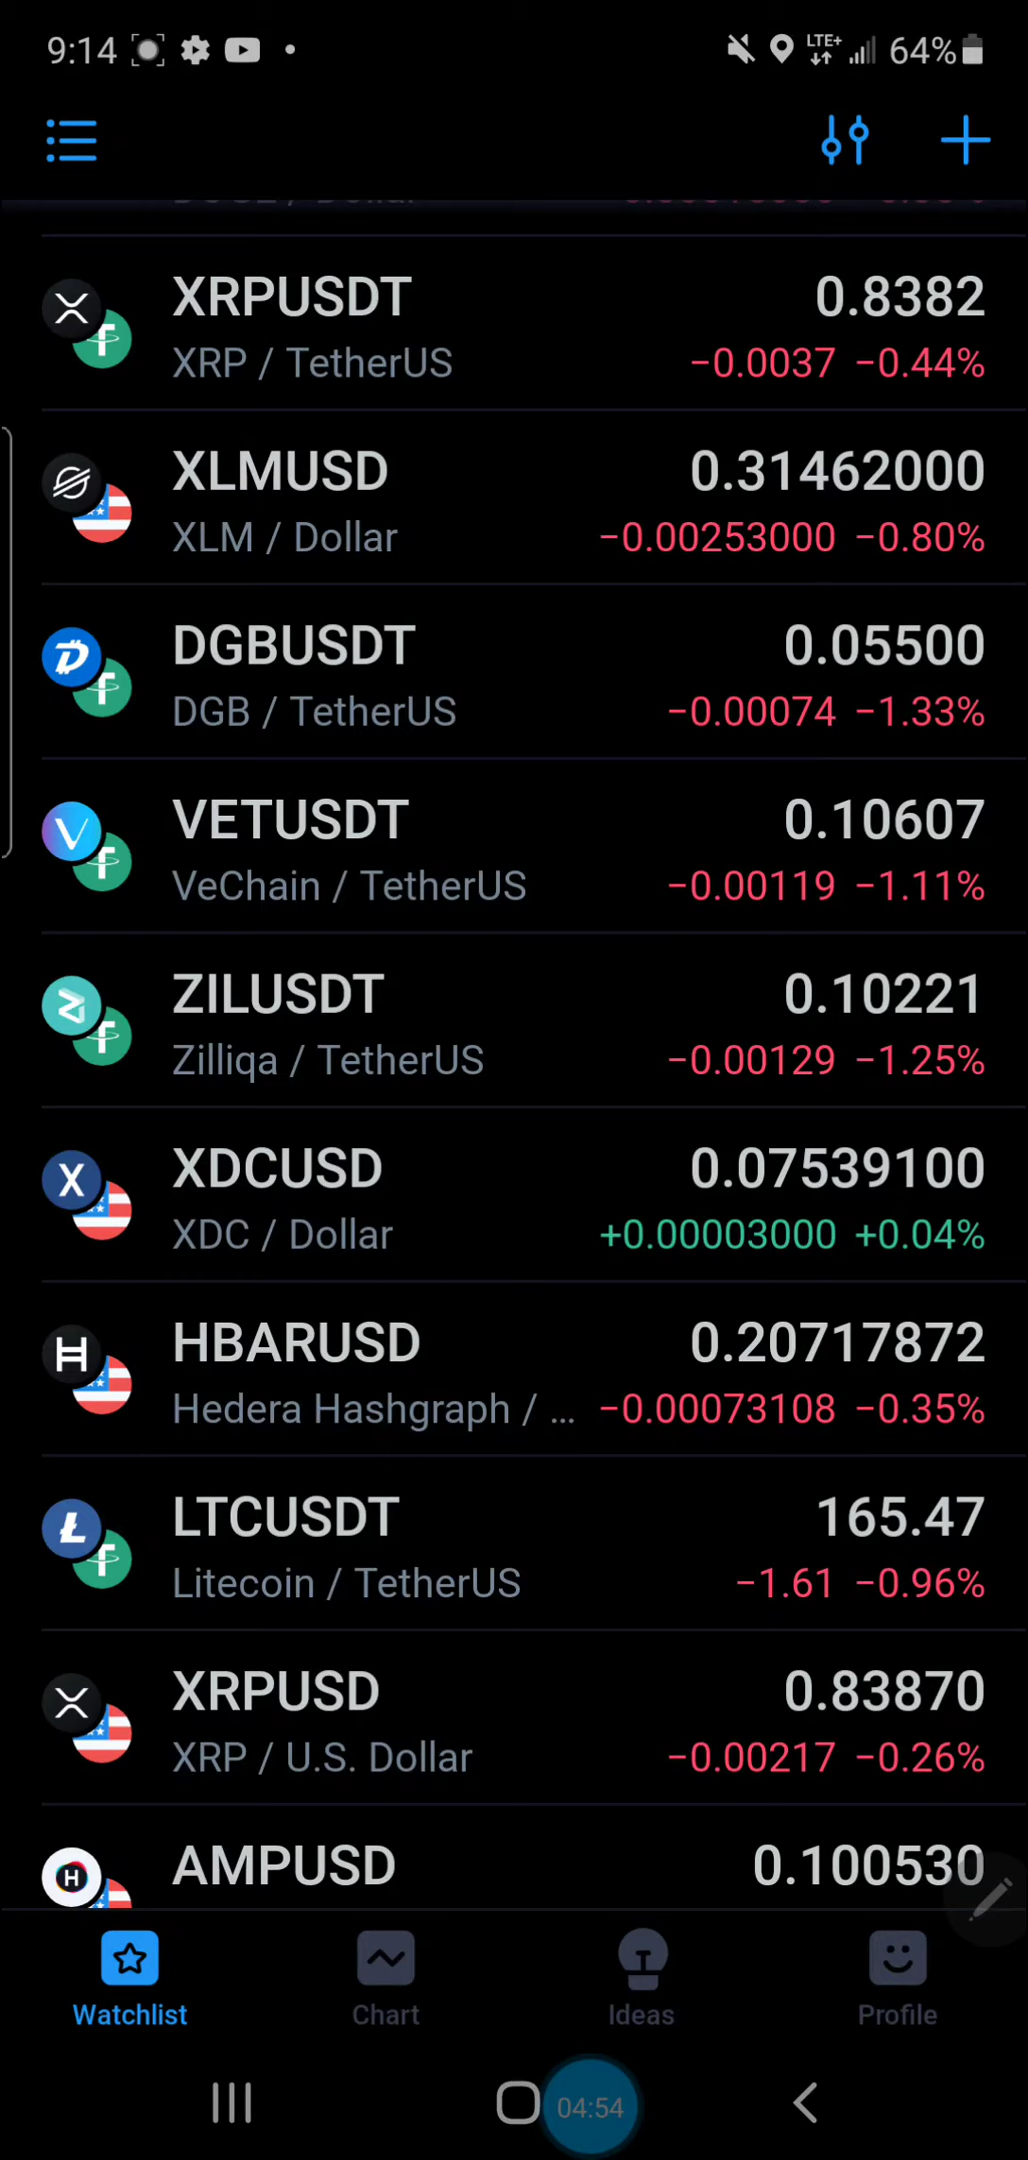 9:14 LTE+ 64%
XRPUSDT 0.8382
XRP / TetherUS −0.0037 −0.44%
XLMUSD 0.31462000
XLM / Dollar −0.00253000 −0.80%
DGBUSDT 0.05500
DGB / TetherUS −0.00074 −1.33%
VETUSDT 0.10607
VeChain / TetherUS −0.00119 −1.11%
ZILUSDT 0.10221
Zilliqa / TetherUS −0.00129 −1.25%
XDCUSD 0.07539100
XDC / Dollar +0.00003000 +0.04%
HBARUSD 0.20717872
Hedera Hashgraph / ... −0.00073108 −0.35%
LTCUSDT 165.47
Litecoin / TetherUS −1.61 −0.96%
XRPUSD 0.83870
XRP / U.S. Dollar −0.00217 −0.26%
AMPUSD 0.100530
Watchlist Chart Ideas Profile
04:54